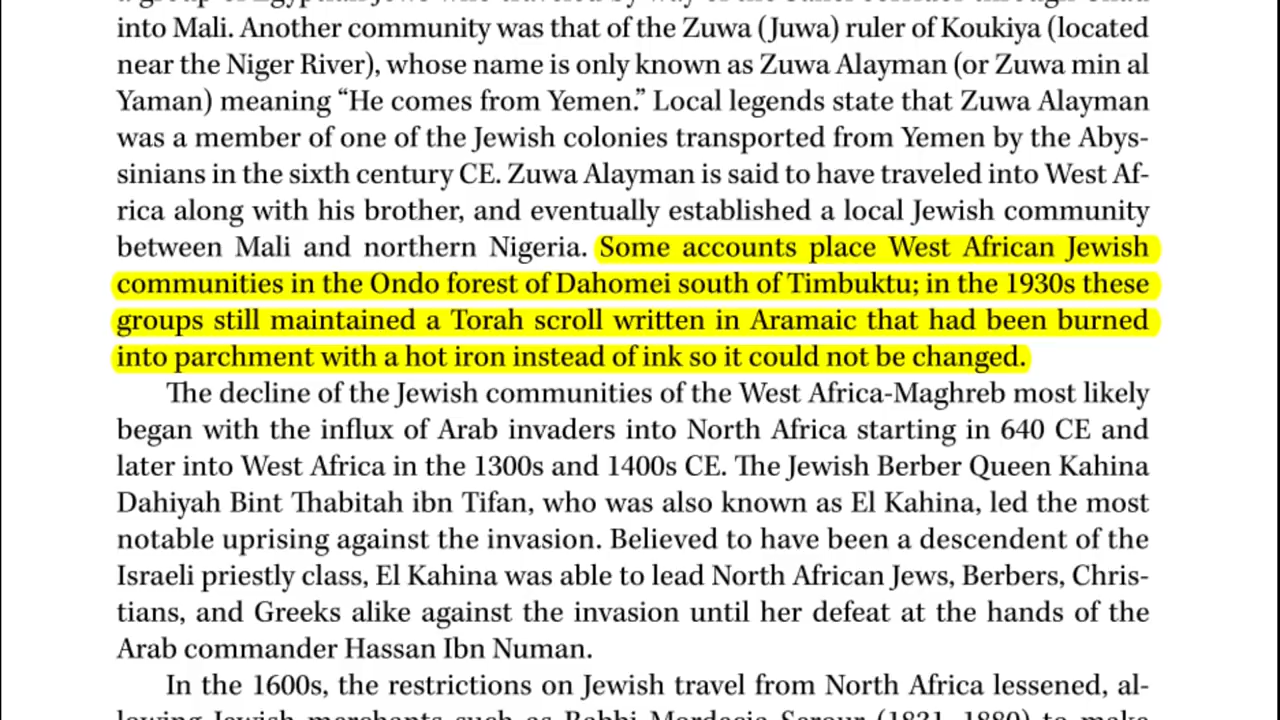 into Mali. Another community was that of the Zuwa (Juwa) ruler of Koukiya (located
near the Niger River), whose name is only known as Zuwa Alayman (or Zuwa min al
Yaman) meaning “He comes from Yemen.” Local legends state that Zuwa Alayman
was a member of one of the Jewish colonies transported from Yemen by the Abys-
sinians in the sixth century CE. Zuwa Alayman is said to have traveled into West Af-
rica along with his brother, and eventually established a local Jewish community
between Mali and northern Nigeria. Some accounts place West African Jewish
communities in the Ondo forest of Dahomei south of Timbuktu; in the 1930s these
groups still maintained a Torah scroll written in Aramaic that had been burned
into parchment with a hot iron instead of ink so it could not be changed.
The decline of the Jewish communities of the West Africa-Maghreb most likely
began with the influx of Arab invaders into North Africa starting in 640 CE and
later into West Africa in the 1300s and 1400s CE. The Jewish Berber Queen Kahina
Dahiyah Bint Thabitah ibn Tifan, who was also known as El Kahina, led the most
notable uprising against the invasion. Believed to have been a descendent of the
Israeli priestly class, El Kahina was able to lead North African Jews, Berbers, Chris-
tians, and Greeks alike against the invasion until her defeat at the hands of the
Arab commander Hassan Ibn Numan.
In the 1600s, the restrictions on Jewish travel from North Africa lessened, al-